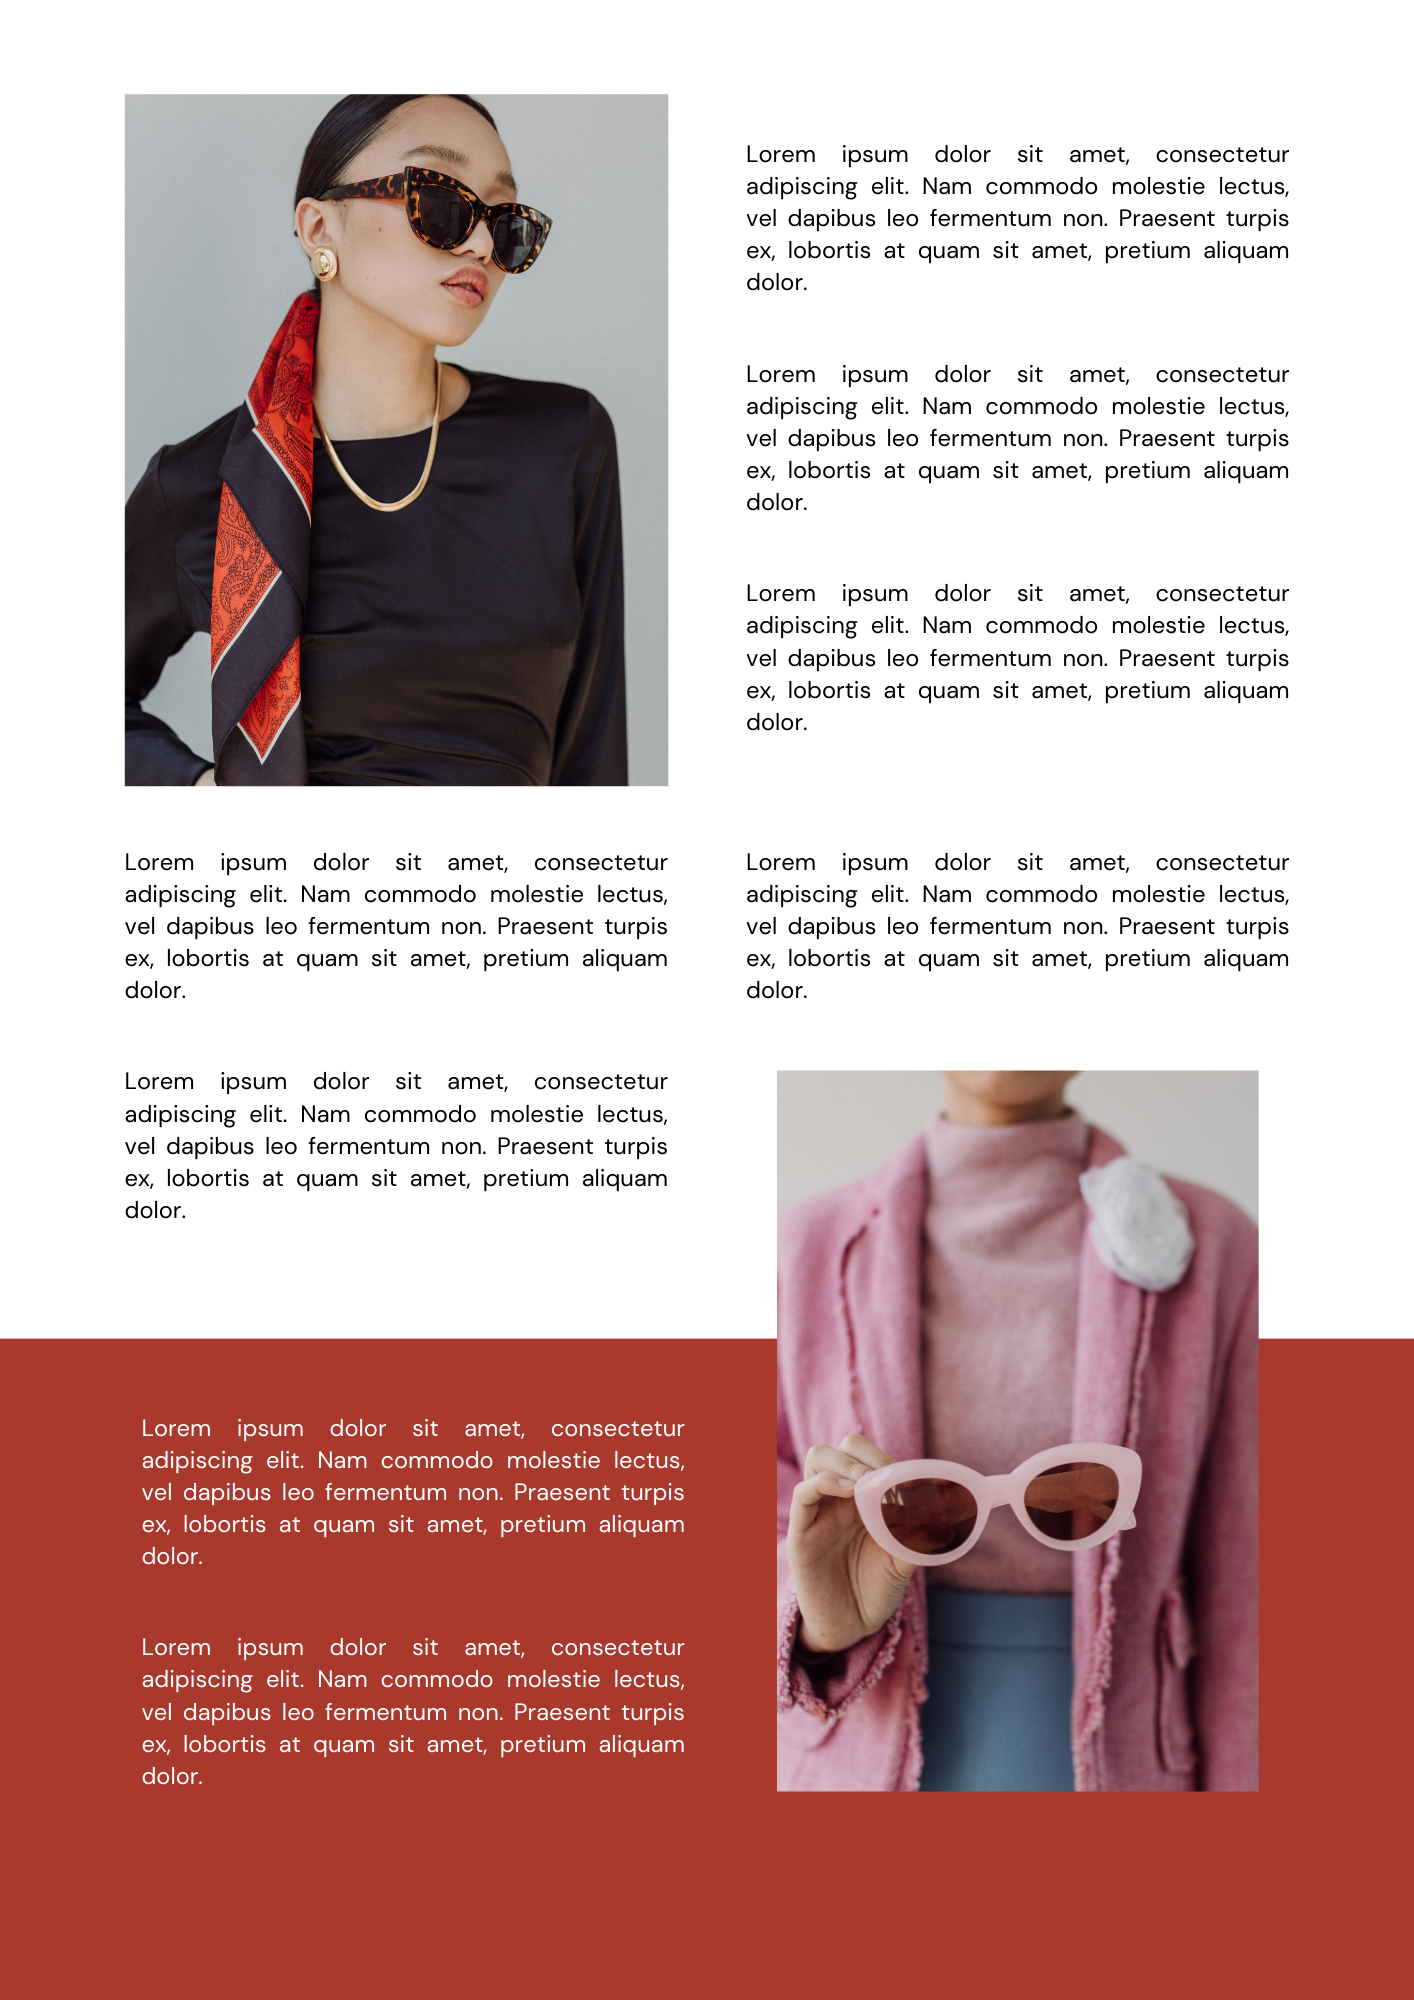 Lorem ipsum dolor sit amet, consectetur
adipiscing elit. Nam commodo molestie lectus,
vel dapibus leo fermentum non. Praesent turpis
ex, lobortis at quam sit amet, pretium aliquam
dolor.
Lorem ipsum dolor sit amet, consectetur
adipiscing elit. Nam commodo molestie lectus,
vel dapibus leo fermentum non. Praesent turpis
ex, lobortis at quam sit amet, pretium aliquam
dolor.
Lorem ipsum dolor sit amet, consectetur
adipiscing elit. Nam commodo molestie lectus,
vel dapibus leo fermentum non. Praesent turpis
ex, lobortis at quam sit amet, pretium aliquam
dolor.
Lorem ipsum dolor sit amet, consectetur
adipiscing elit. Nam commodo molestie lectus,
vel dapibus leo fermentum non. Praesent turpis
ex, lobortis at quam sit amet, pretium aliquam
dolor.
Lorem ipsum dolor sit amet, consectetur
adipiscing elit. Nam commodo molestie lectus,
vel dapibus leo fermentum non. Praesent turpis
ex, lobortis at quam sit amet, pretium aliquam
dolor.
Lorem ipsum dolor sit amet, consectetur
adipiscing elit. Nam commodo molestie lectus,
vel dapibus leo fermentum non. Praesent turpis
ex, lobortis at quam sit amet, pretium aliquam
dolor.
Lorem ipsum dolor sit amet, consectetur
adipiscing elit. Nam commodo molestie lectus,
vel dapibus leo fermentum non. Praesent turpis
ex, lobortis at quam sit amet, pretium aliquam
dolor.
Lorem ipsum dolor sit amet, consectetur
adipiscing elit. Nam commodo molestie lectus,
vel dapibus leo fermentum non. Praesent turpis
ex, lobortis at quam sit amet, pretium aliquam
dolor.